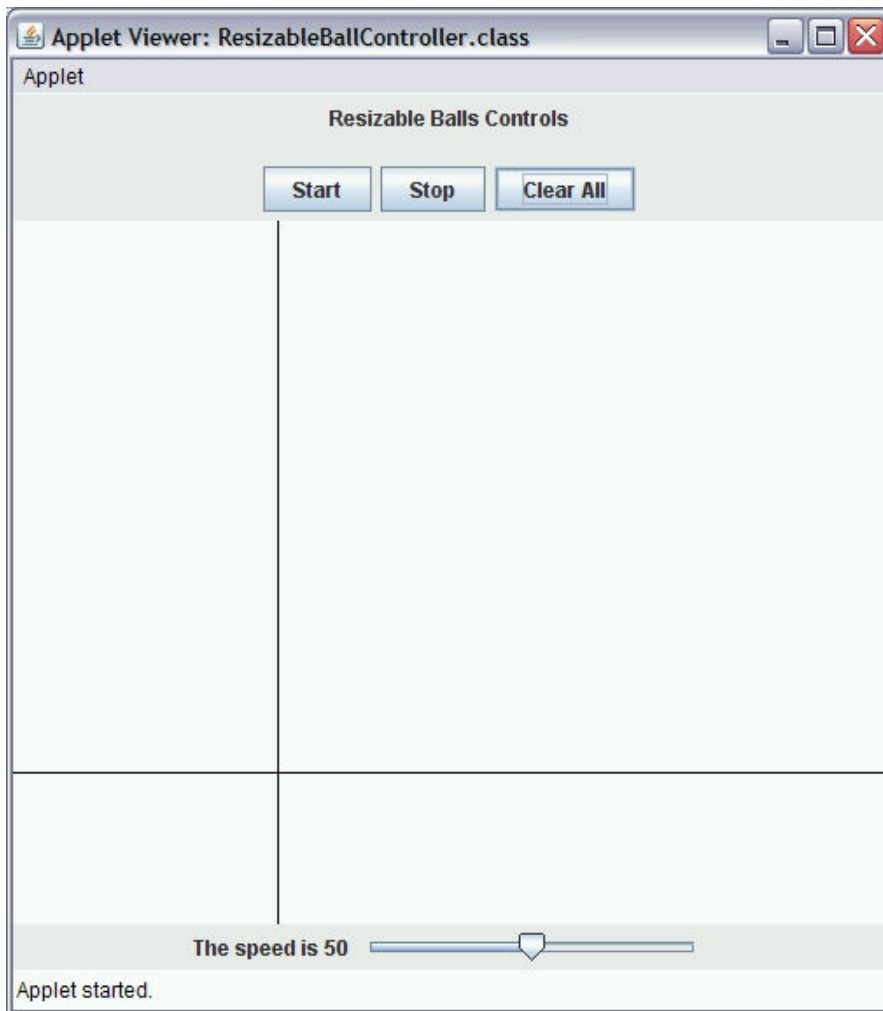 Applet Viewer: ResizableBallController.class
Applet
Resizable Balls Controls
Start Stop Clear All
The speed is 50
Applet started.